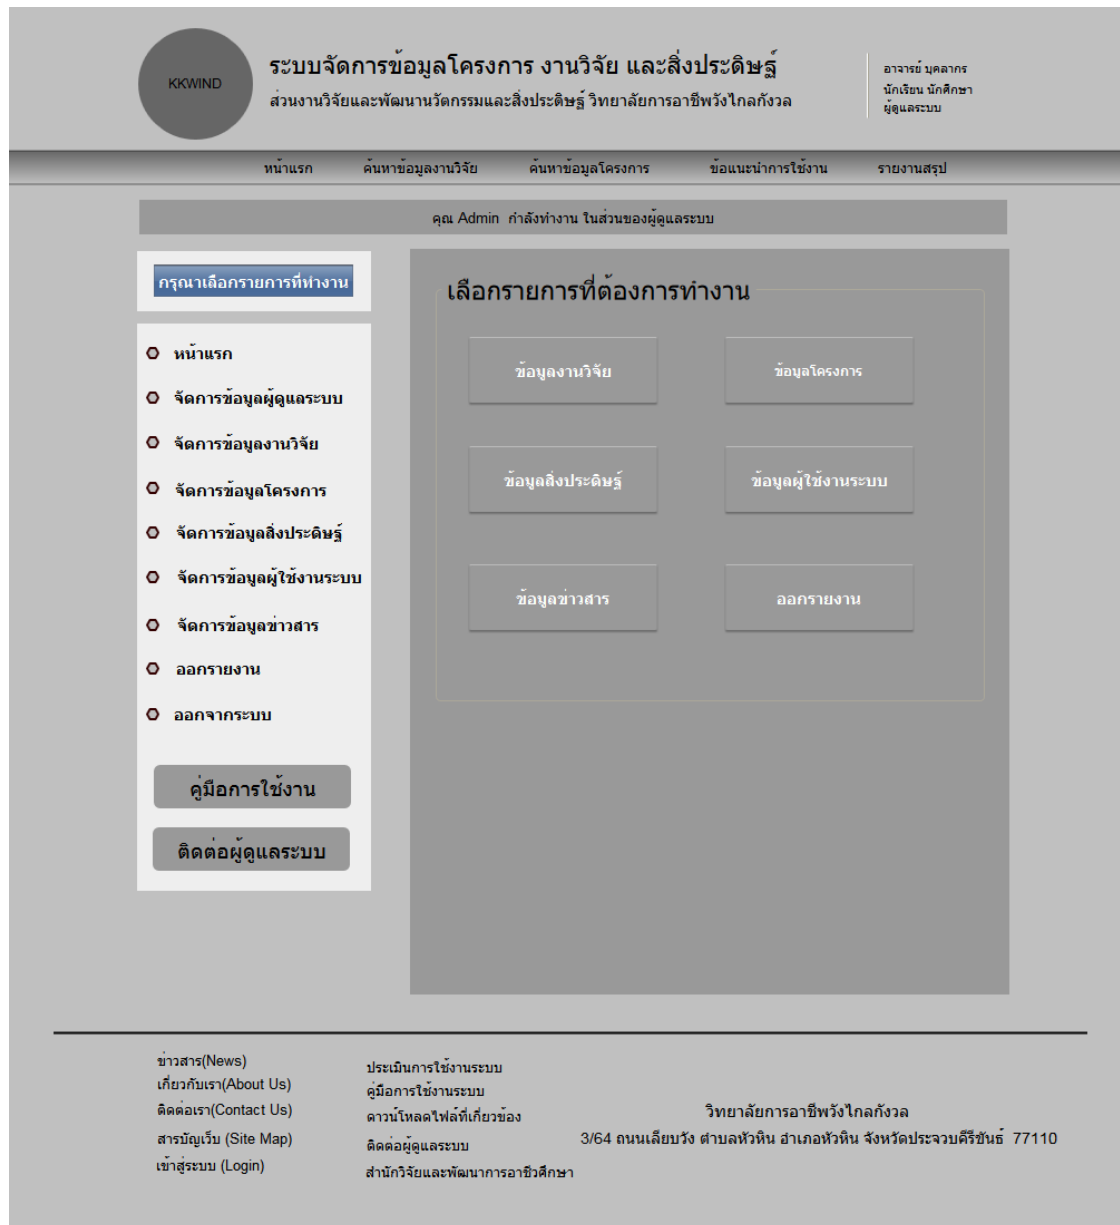 KKWIND
ระบบจัดการข้อมูลโครงการ งานวิจัย และสิ่งประดิษฐ์
ส่วนงานวิจัยและพัฒนานวัตกรรมและสิ่งประดิษฐ์ วิทยาลัยการอาชีพวังไกลกังวล
อาจารย์ บุคลากร
นักเรียน นักศึกษา
ผู้ดูแลระบบ
หน้าแรก ค้นหาข้อมูลงานวิจัย ค้นหาข้อมูลโครงการ ข้อแนะนำการใช้งาน รายงานสรุป
คุณ Admin กำลังทำงาน ในส่วนของผู้ดูแลระบบ
กรุณาเลือกรายการที่ทำงาน
หน้าแรก
จัดการข้อมูลผู้ดูแลระบบ
จัดการข้อมูลงานวิจัย
จัดการข้อมูลโครงการ
จัดการข้อมูลสิ่งประดิษฐ์
จัดการข้อมูลผู้ใช้งานระบบ
จัดการข้อมูลข่าวสาร
ออกรายงาน
ออกจากระบบ
คู่มือการใช้งาน
ติดต่อผู้ดูแลระบบ
เลือกรายการที่ต้องการทำงาน
ข้อมูลงานวิจัย ข้อมูลโครงการ
ข้อมูลสิ่งประดิษฐ์ ข้อมูลผู้ใช้งานระบบ
ข้อมูลข่าวสาร ออกรายงาน
ข่าวสาร(News)
เกี่ยวกับเรา(About Us)
ติดต่อเรา(Contact Us)
สารบัญเว็บ (Site Map)
เข้าสู่ระบบ (Login)
ประเมินการใช้งานระบบ
คู่มือการใช้งานระบบ
ดาวน์โหลดไฟล์ที่เกี่ยวข้อง
ติดต่อผู้ดูแลระบบ
สำนักวิจัยและพัฒนาการอาชีวศึกษา
วิทยาลัยการอาชีพวังไกลกังวล
3/64 ถนนเลียบวัง ตำบลหัวหิน อำเภอหัวหิน จังหวัดประจวบคีรีขันธ์ 77110